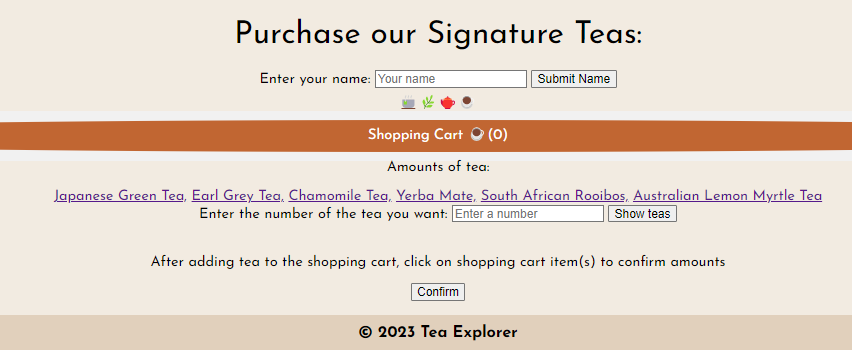 Purchase our Signature Teas:
Enter your name: Your name Submit Name
🍵 🌿 🫖 ☕
Shopping Cart ☕ (0)
Amounts of tea:
Japanese Green Tea, Earl Grey Tea, Chamomile Tea, Yerba Mate, South African Rooibos, Australian Lemon Myrtle Tea
Enter the number of the tea you want: Enter a number Show teas
After adding tea to the shopping cart, click on shopping cart item(s) to confirm amounts
Confirm
© 2023 Tea Explorer